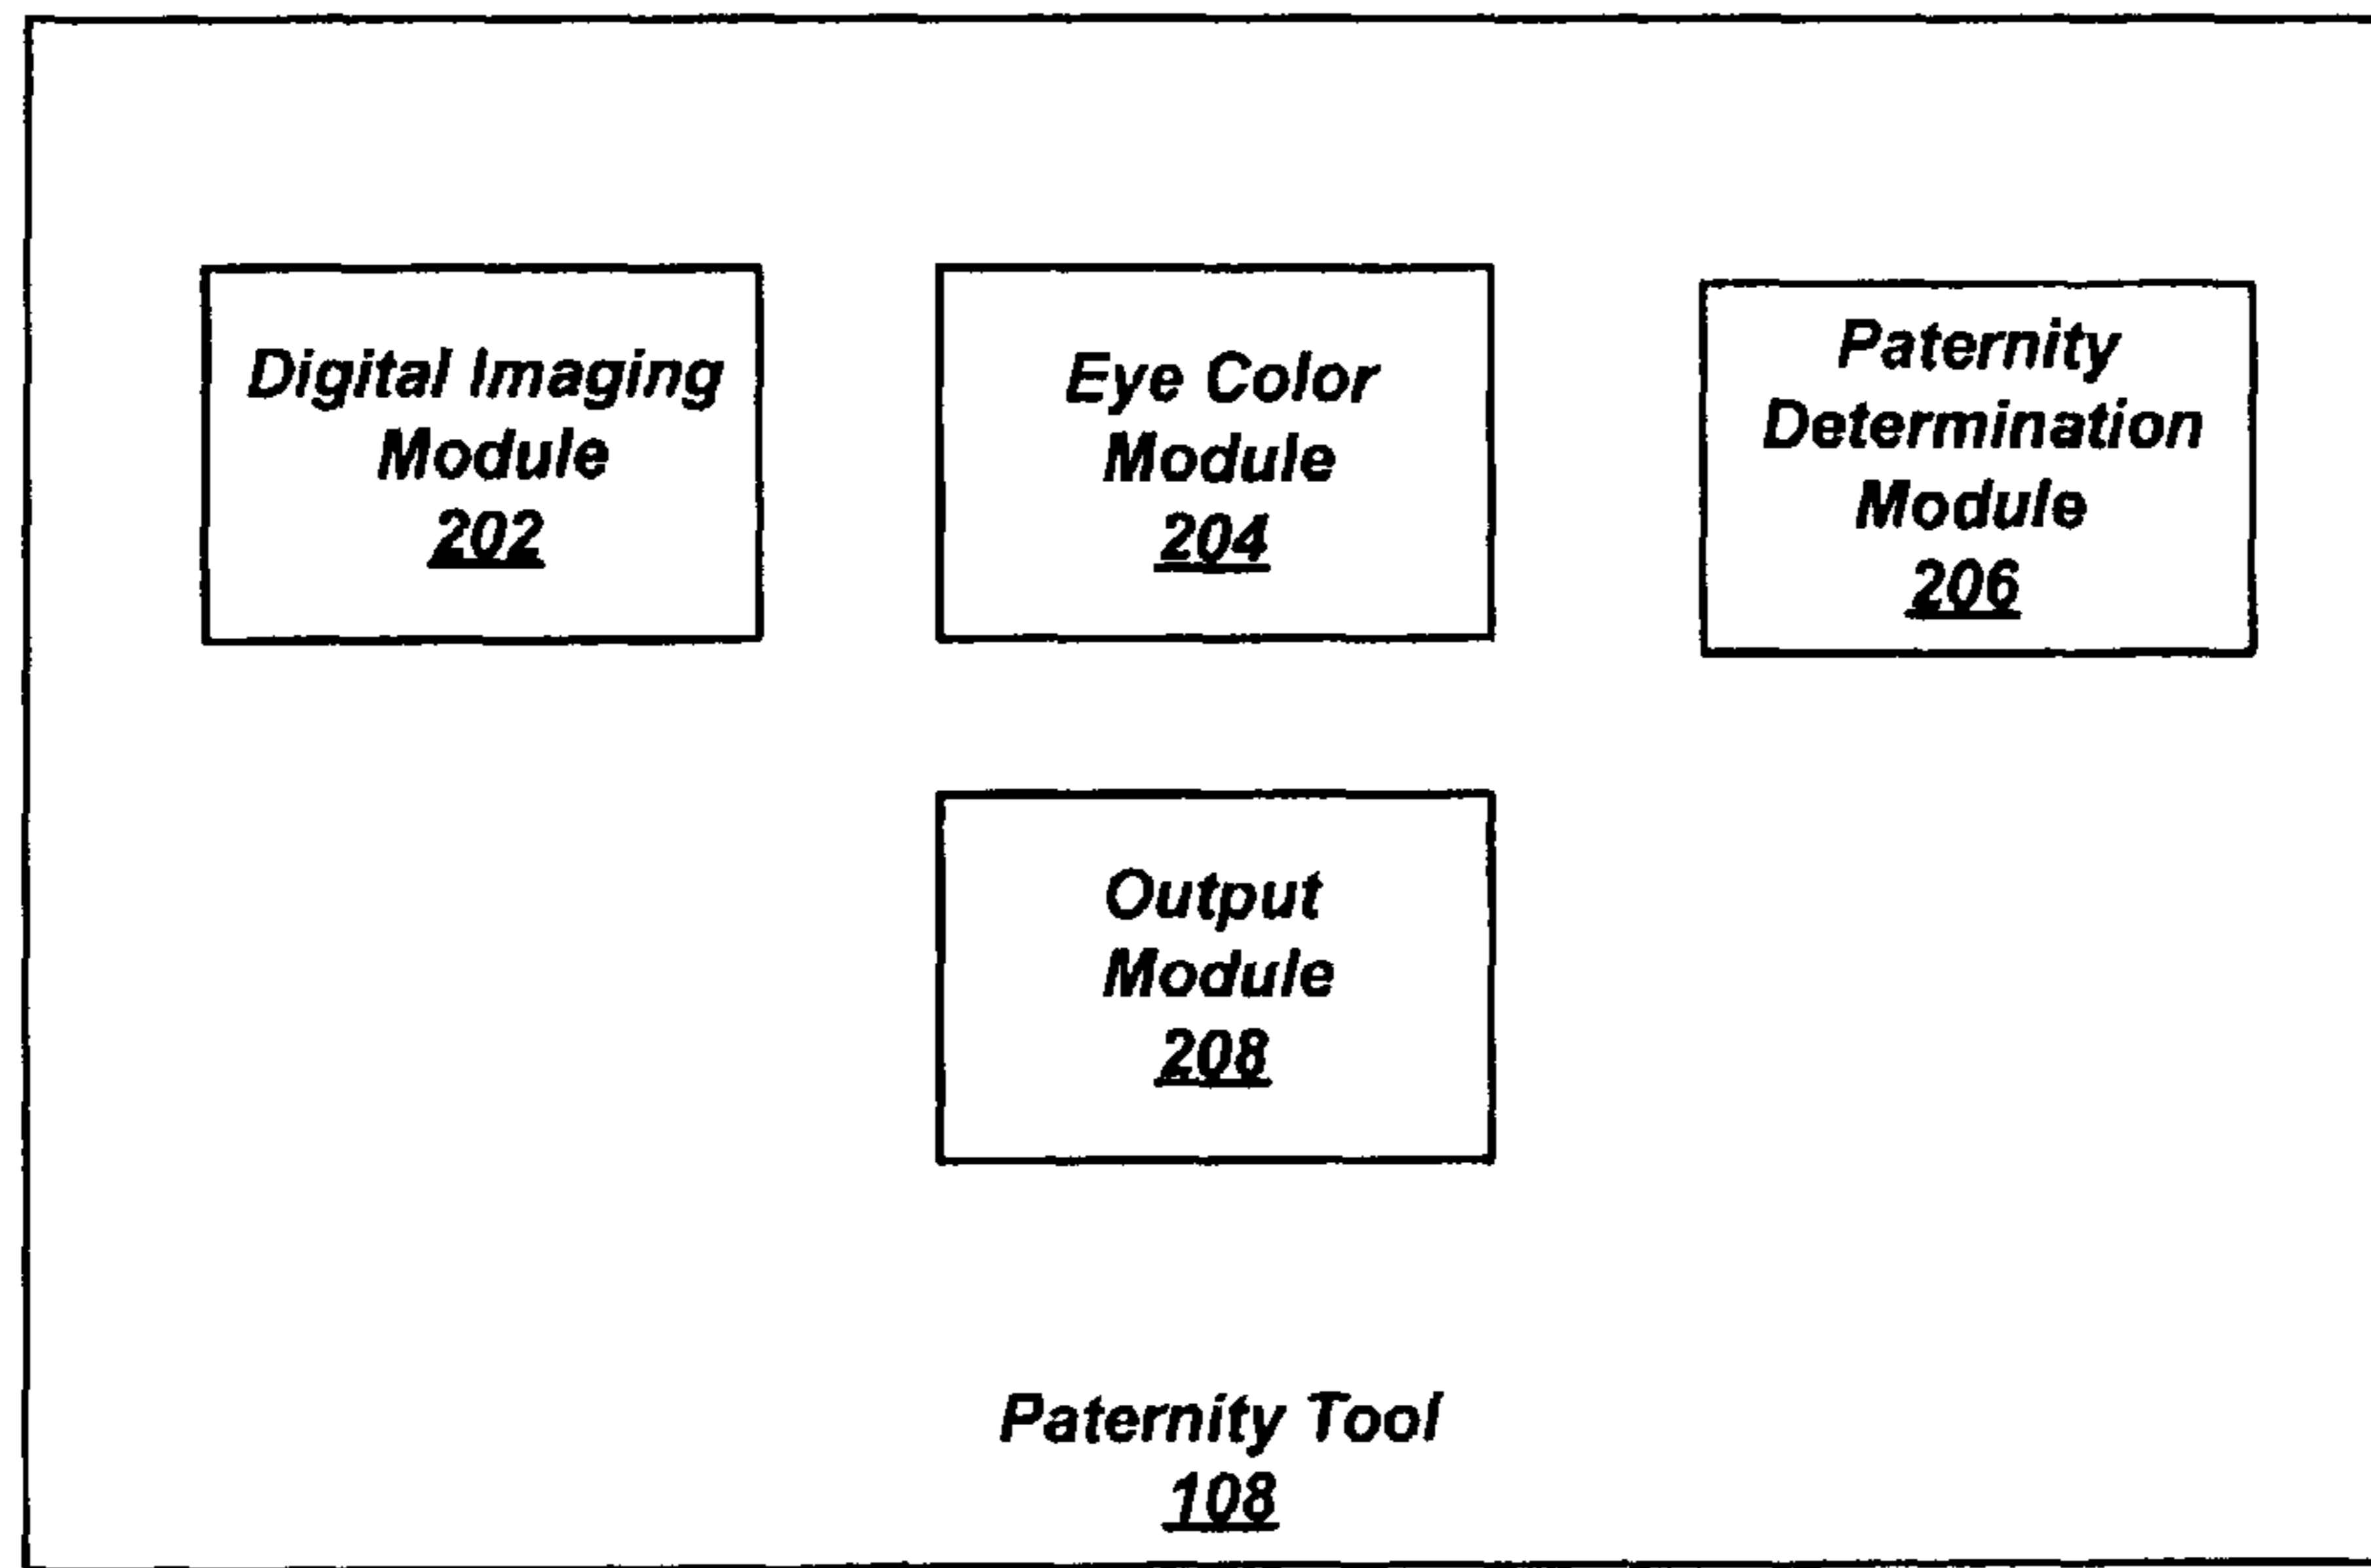 Digital Imaging
Module
202
Eye Color
Module
204
Paternity
Determination
Module
206
Output
Module
208
Paternity Tool
108